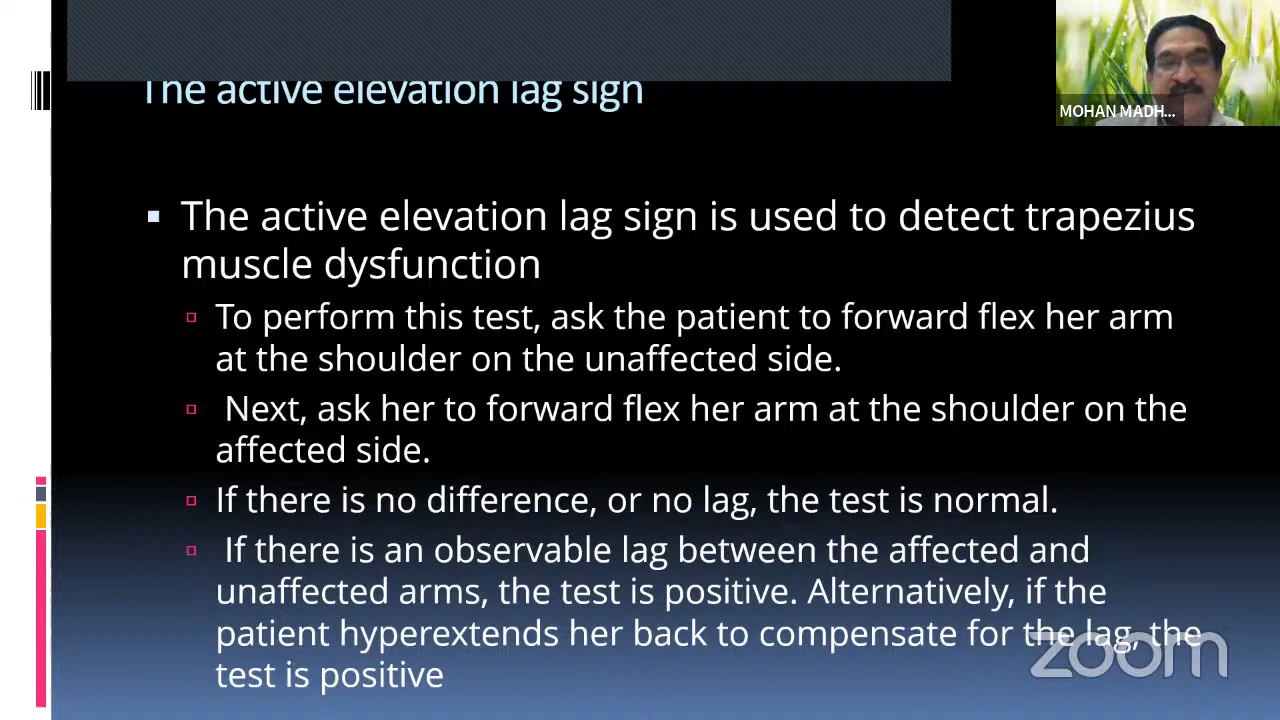 The active elevation lag sign
MOHAN MADH...
The active elevation lag sign is used to detect trapezius
muscle dysfunction
To perform this test, ask the patient to forward flex her arm
at the shoulder on the unaffected side.
Next, ask her to forward flex her arm at the shoulder on the
affected side.
If there is no difference, or no lag, the test is normal.
If there is an observable lag between the affected and
unaffected arms, the test is positive. Alternatively, if the
patient hyperextends her back to compensate for the lag, the
test is positive
zoom